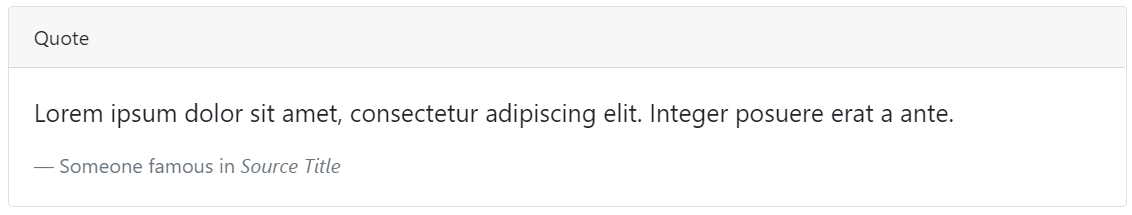 Quote
Lorem ipsum dolor sit amet, consectetur adipiscing elit. Integer posuere erat a ante.
— Someone famous in Source Title